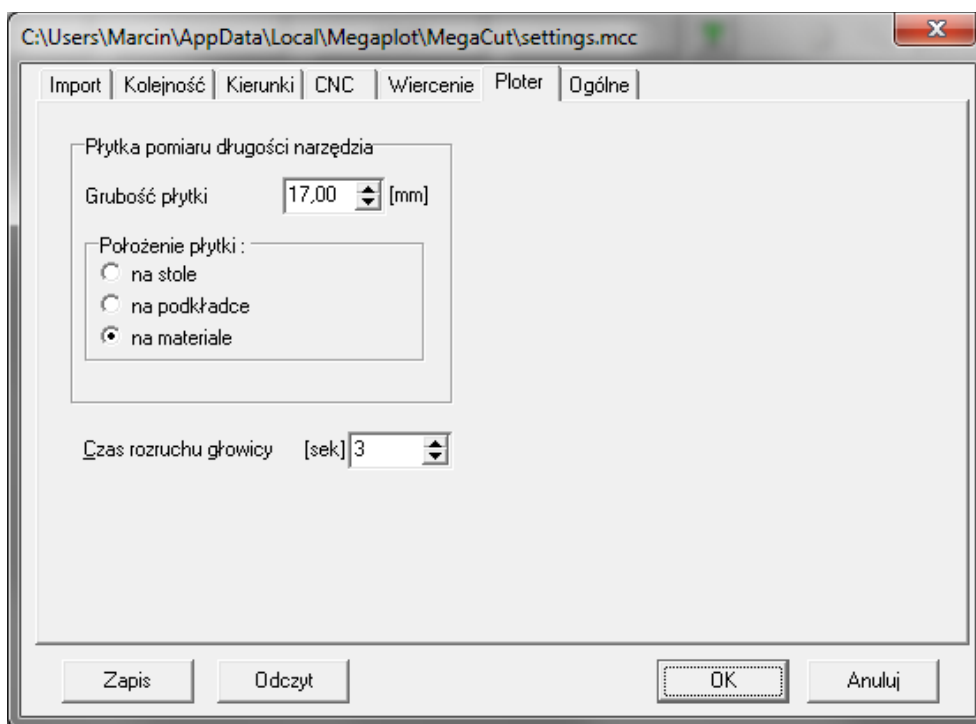 C:\Users\Marcin\AppData\Local\Megaplot\MegaCut\settings.mcc
Import Kolejność Kierunki CNC Wiercenie Ploter Ogólne
Płytka pomiaru długości narzędzia
Grubość płytki 17,00 [mm]
Położenie płytki :
na stole
na podkładce
na materiale
Czas rozruchu głowicy [sek] 3
Zapis Odczyt OK Anuluj